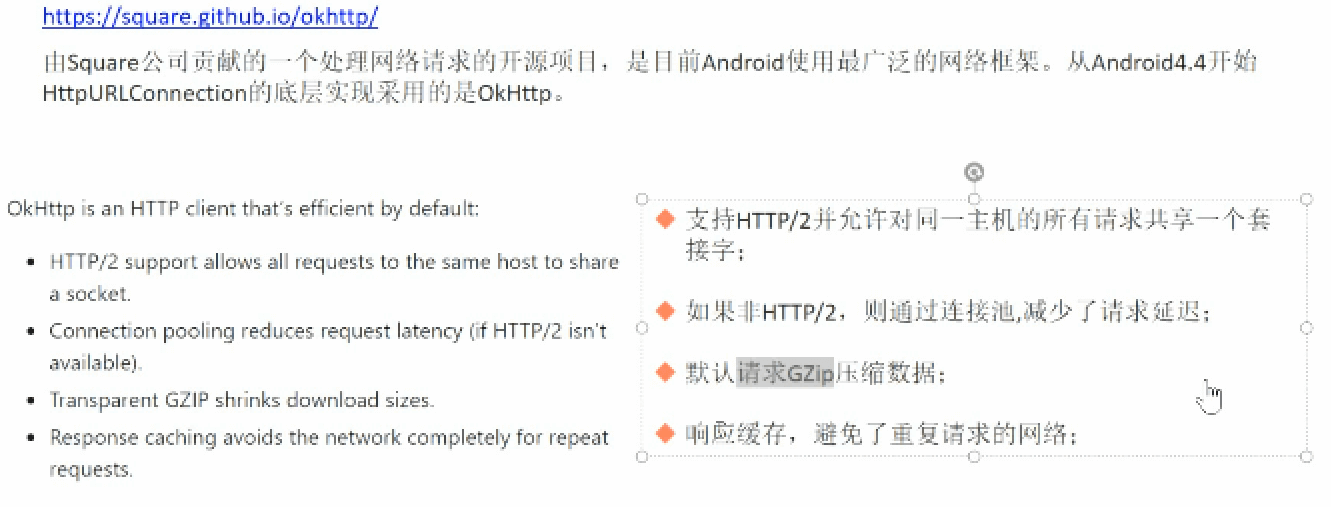 https://square.github.io/okhttp/
由Square公司贡献的一个处理网络请求的开源项目，是目前Android使用最广泛的网络框架。从Android4.4开始
HttpURLConnection的底层实现采用的是OkHttp。
OkHttp is an HTTP client that's efficient by default:
HTTP/2 support allows all requests to the same host to share
a socket.
Connection pooling reduces request latency (if HTTP/2 isn't
available).
Transparent GZIP shrinks download sizes.
Response caching avoids the network completely for repeat
requests.
支持HTTP/2并允许对同一主机的所有请求共享一个套
接字；
如果非HTTP/2，则通过连接池,减少了请求延迟；
默认请求GZip压缩数据；
响应缓存，避免了重复请求的网络；